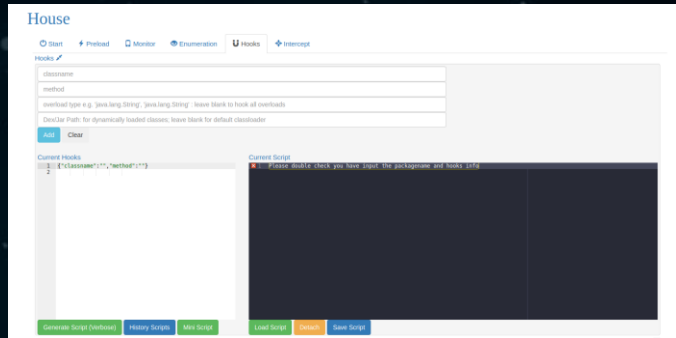 House
Start Preload Monitor Enumeration Hooks Intercept
Hooks
classname
method
overload type e.g. 'java.lang.String', 'java.lang.String' : leave blank to hook all overloads
Dex/Jar Path: for dynamically loaded classes; leave blank for default classloader
Add Clear
Current Hooks
1 {"classname":"","method":""}
2
Current Script
1 Please double check you have input the packagename and hooks info
Generate Script (Verbose) History Scripts Mini Script
Load Script Detach Save Script